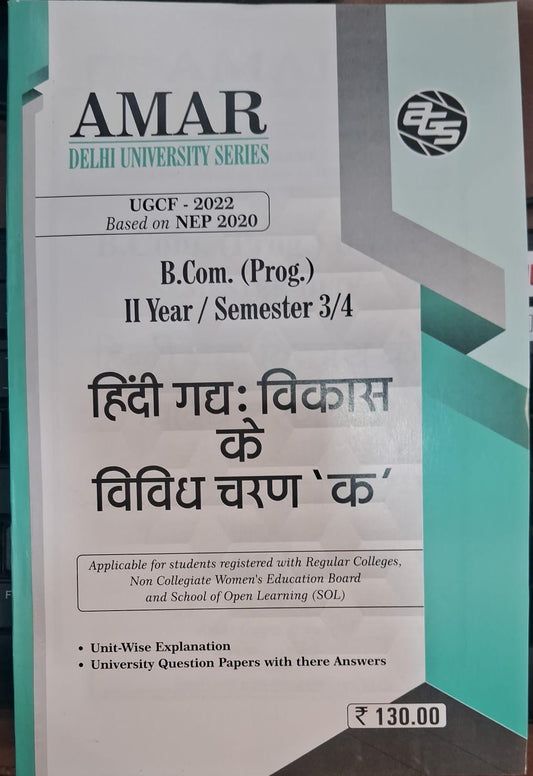 AMAR
DELHI UNIVERSITY SERIES
acs
UGCF - 2022
Based on NEP 2020
B.Com. (Prog.)
II Year / Semester 3/4
हिंदी गद्य: विकास
के
विविध चरण 'क'
Applicable for students registered with Regular Colleges,
Non Collegiate Women's Education Board
and School of Open Learning (SOL)
• Unit-Wise Explanation
• University Question Papers with there Answers
₹ 130.00